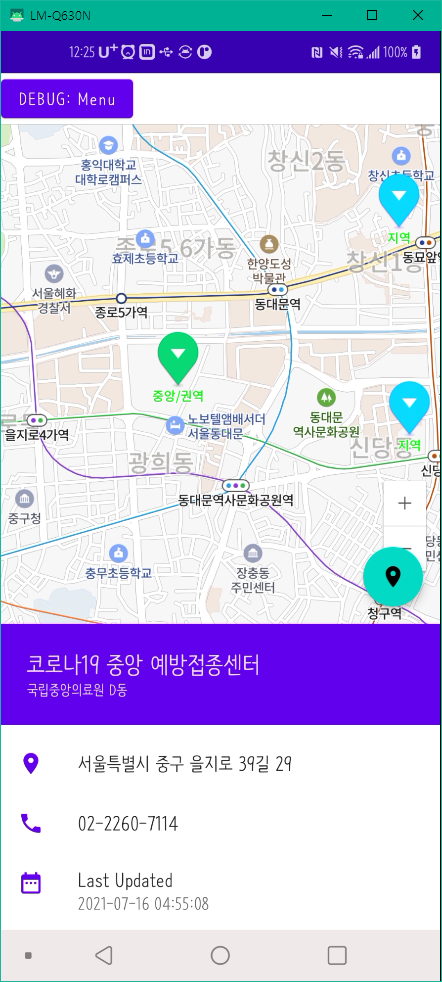 LM-Q630N
12:25
100%
DEBUG: Menu
홍익대학교
대학로캠퍼스
창신2동
창신초등학교
지역
종로5.6가동
효제초등학교
한양도성
박물관
창신1동
동묘앞역
서울혜화
경찰서
종로5가역
동대문역
중앙/권역
노보텔앰배서더
서울동대문
동대문
역사문화공원
을지로4가역
신당동
지역
신당
광희동
동대문역사문화공원역
중구청
충무초등학교
장충동
주민센터
청구역
코로나19 중앙 예방접종센터
국립중앙의료원 D동
서울특별시 중구 을지로 39길 29
02-2260-7114
Last Updated
2021-07-16 04:55:08